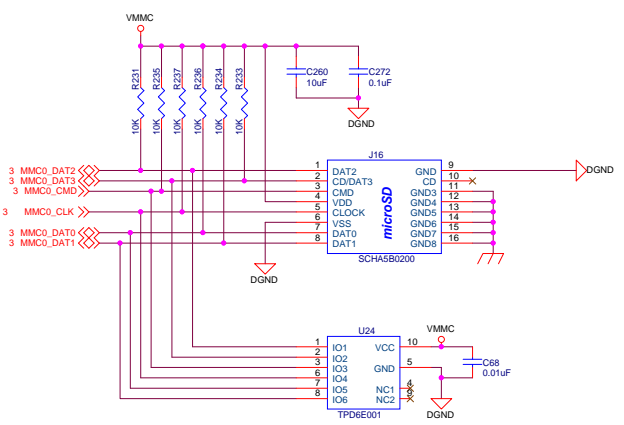 VMMC
R231
R235
R237
R236
R234
R233
10K
10K
10K
10K
10K
10K
C260
10uF
C272
0.1uF
DGND
J16
3 MMC0_DAT2
3 MMC0_DAT3
3 MMC0_CMD
3 MMC0_CLK
3 MMC0_DAT0
3 MMC0_DAT1
1 DAT2
2 CD/DAT3
3 CMD
4 VDD
5 CLOCK
6 VSS
7 DAT0
8 DAT1
microSD
GND 9
CD 10
GND3 11
GND4 12
GND5 13
GND6 14
GND7 15
GND8 16
DGND
SCHA5B0200
DGND
U24
1 IO1
2 IO2
3 IO3
6 IO4
7 IO5
8 IO6
VCC 10
GND 5
NC1 4
NC2 9
TPD6E001
VMMC
C68
0.01uF
DGND